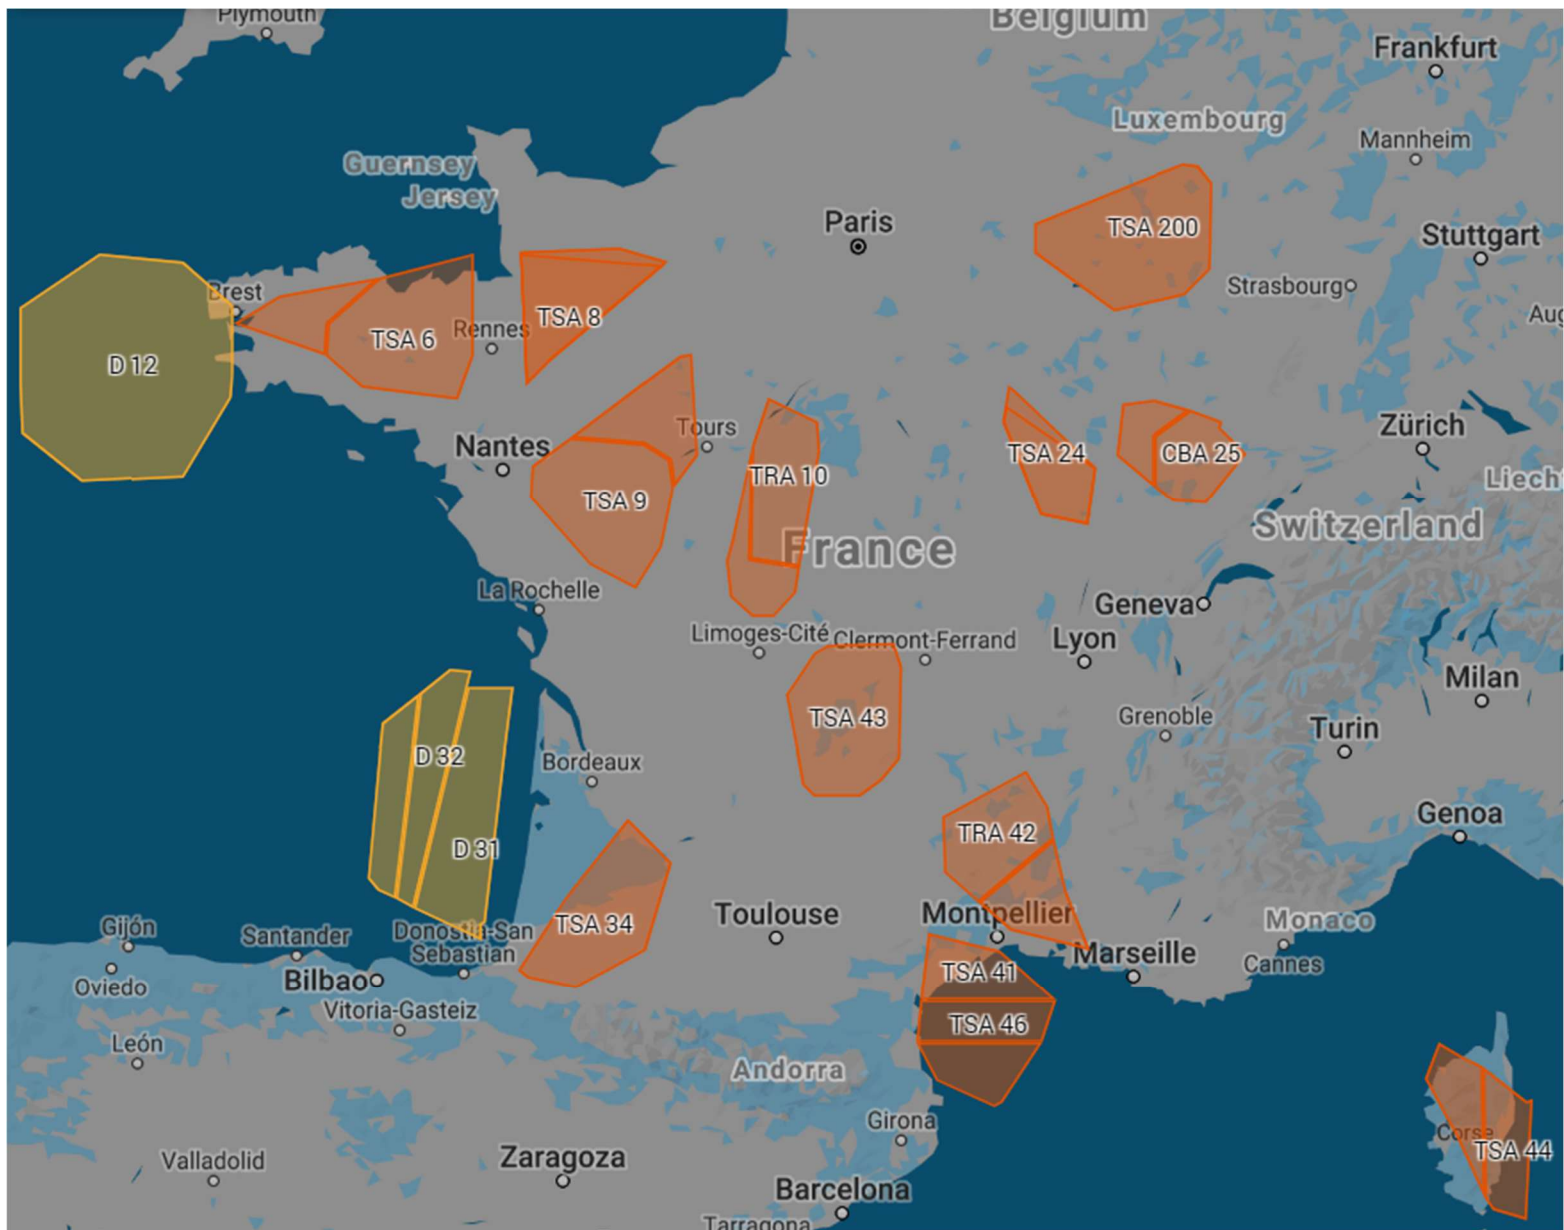 Plymouth
Belgium
Frankfurt
Luxembourg
Mannheim
Guernsey
Jersey
Paris
TSA 200
Stuttgart
Strasbourg
Brest
TSA 8
Rennes
TSA 6
D 12
Tours
Nantes
Zürich
TSA 24
CBA 25
TRA 10
Liech
TSA 9
Switzerland
France
La Rochelle
Geneva
Limoges-Cité
Clermont-Ferrand
Lyon
Milan
TSA 43
Grenoble
Turin
D 32
Bordeaux
Genoa
TRA 42
D 31
Toulouse
Montpellier
Monaco
TSA 34
Gijón
Santander
Donostia-San
Sebastian
Marseille
Cannes
TSA 41
Bilbao
Oviedo
Vitoria-Gasteiz
TSA 46
León
Andorra
Girona
Corse
TSA 44
Valladolid
Zaragoza
Barcelona
Tarragona